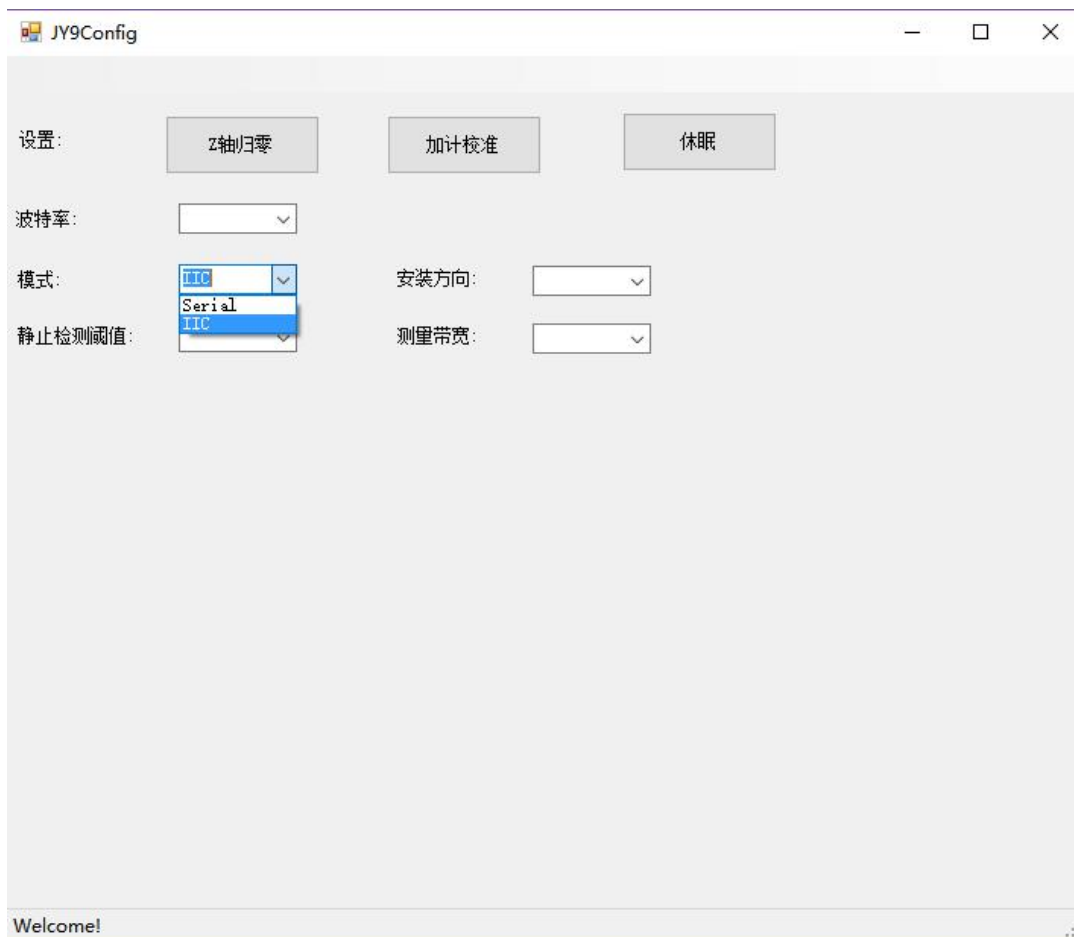 JY9Config
设置: Z轴归零 加计校准 休眠
波特率:
模式: IIC 安装方向:
Serial
IIC
静止检测阈值: 测量带宽:
Welcome!